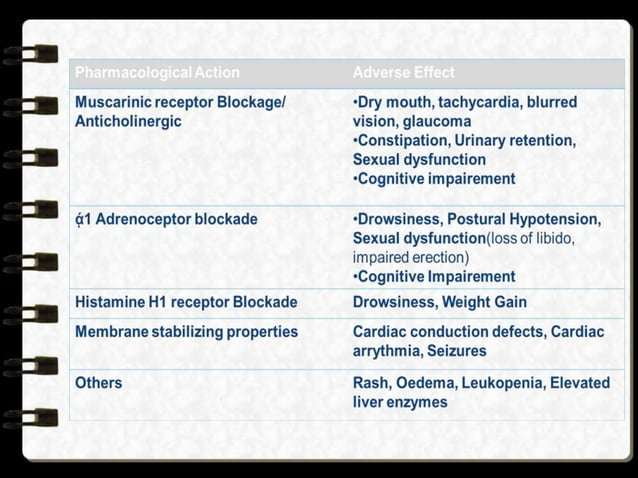 Pharmacological Action Adverse Effect
Muscarinic receptor Blockage/ •Dry mouth, tachycardia, blurred
Anticholinergic vision, glaucoma
•Constipation, Urinary retention,
Sexual dysfunction
•Cognitive impairement
ά̣1 Adrenoceptor blockade •Drowsiness, Postural Hypotension,
Sexual dysfunction(loss of libido,
impaired erection)
•Cognitive Impairement
Histamine H1 receptor Blockade Drowsiness, Weight Gain
Membrane stabilizing properties Cardiac conduction defects, Cardiac
arrythmia, Seizures
Others Rash, Oedema, Leukopenia, Elevated
liver enzymes